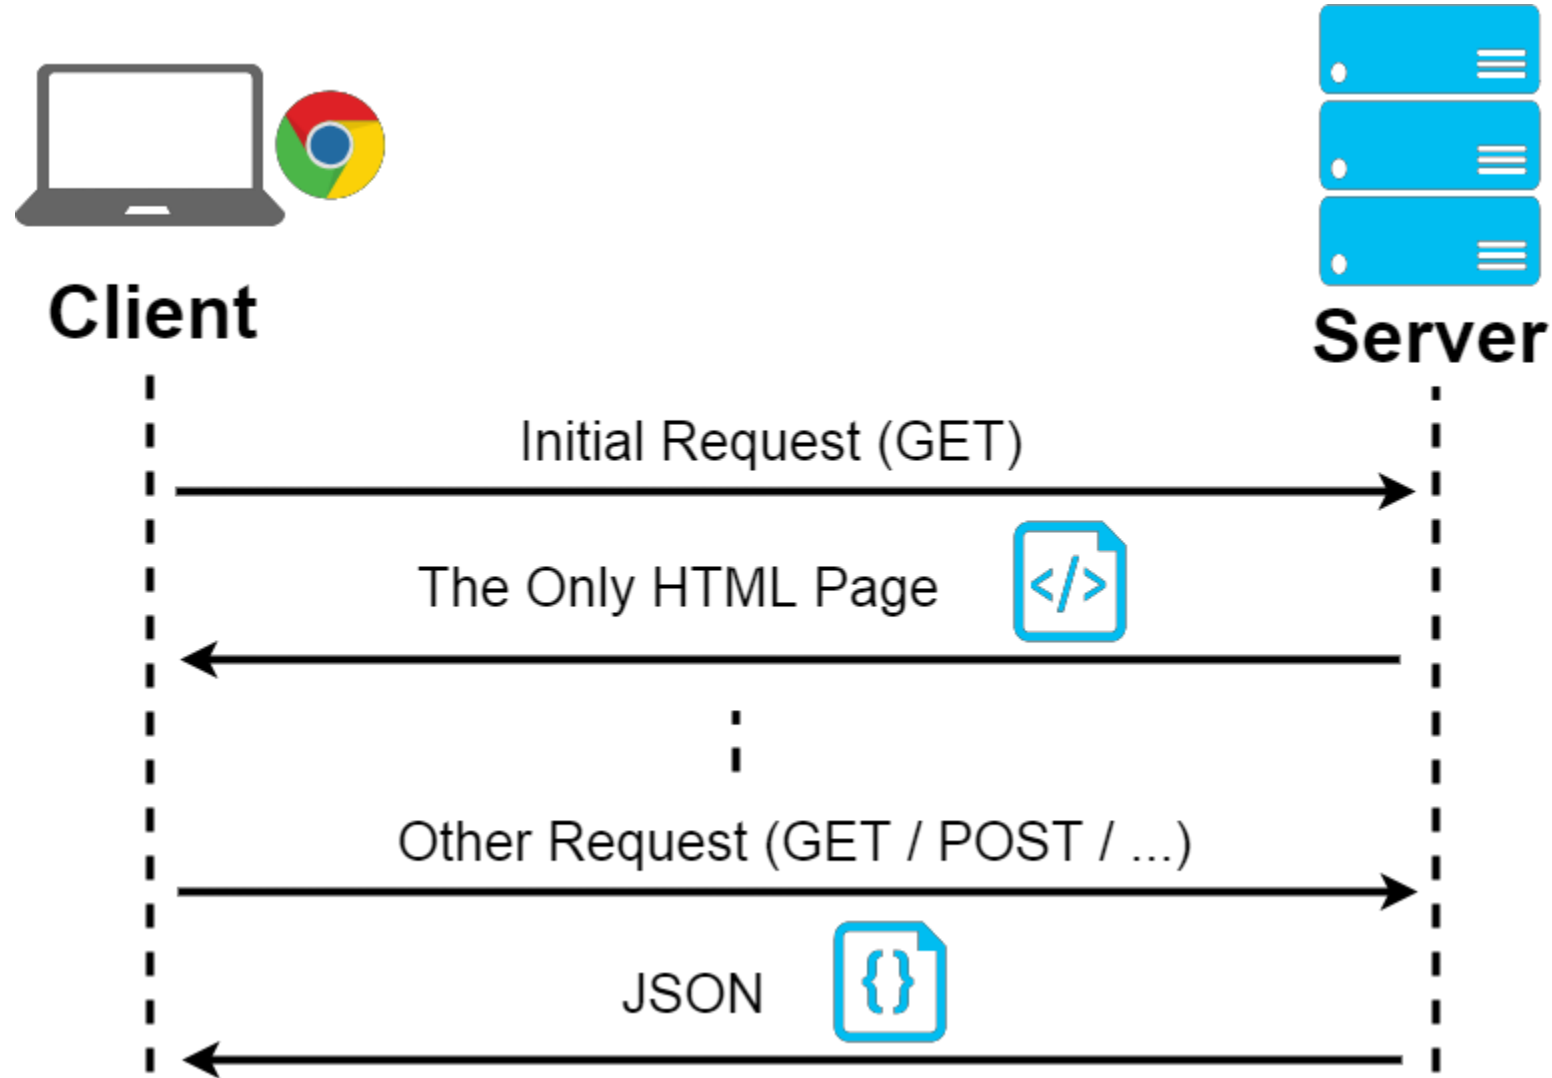 Client
Server
Initial Request (GET)
The Only HTML Page
</>
Other Request (GET / POST / ...)
JSON
{}